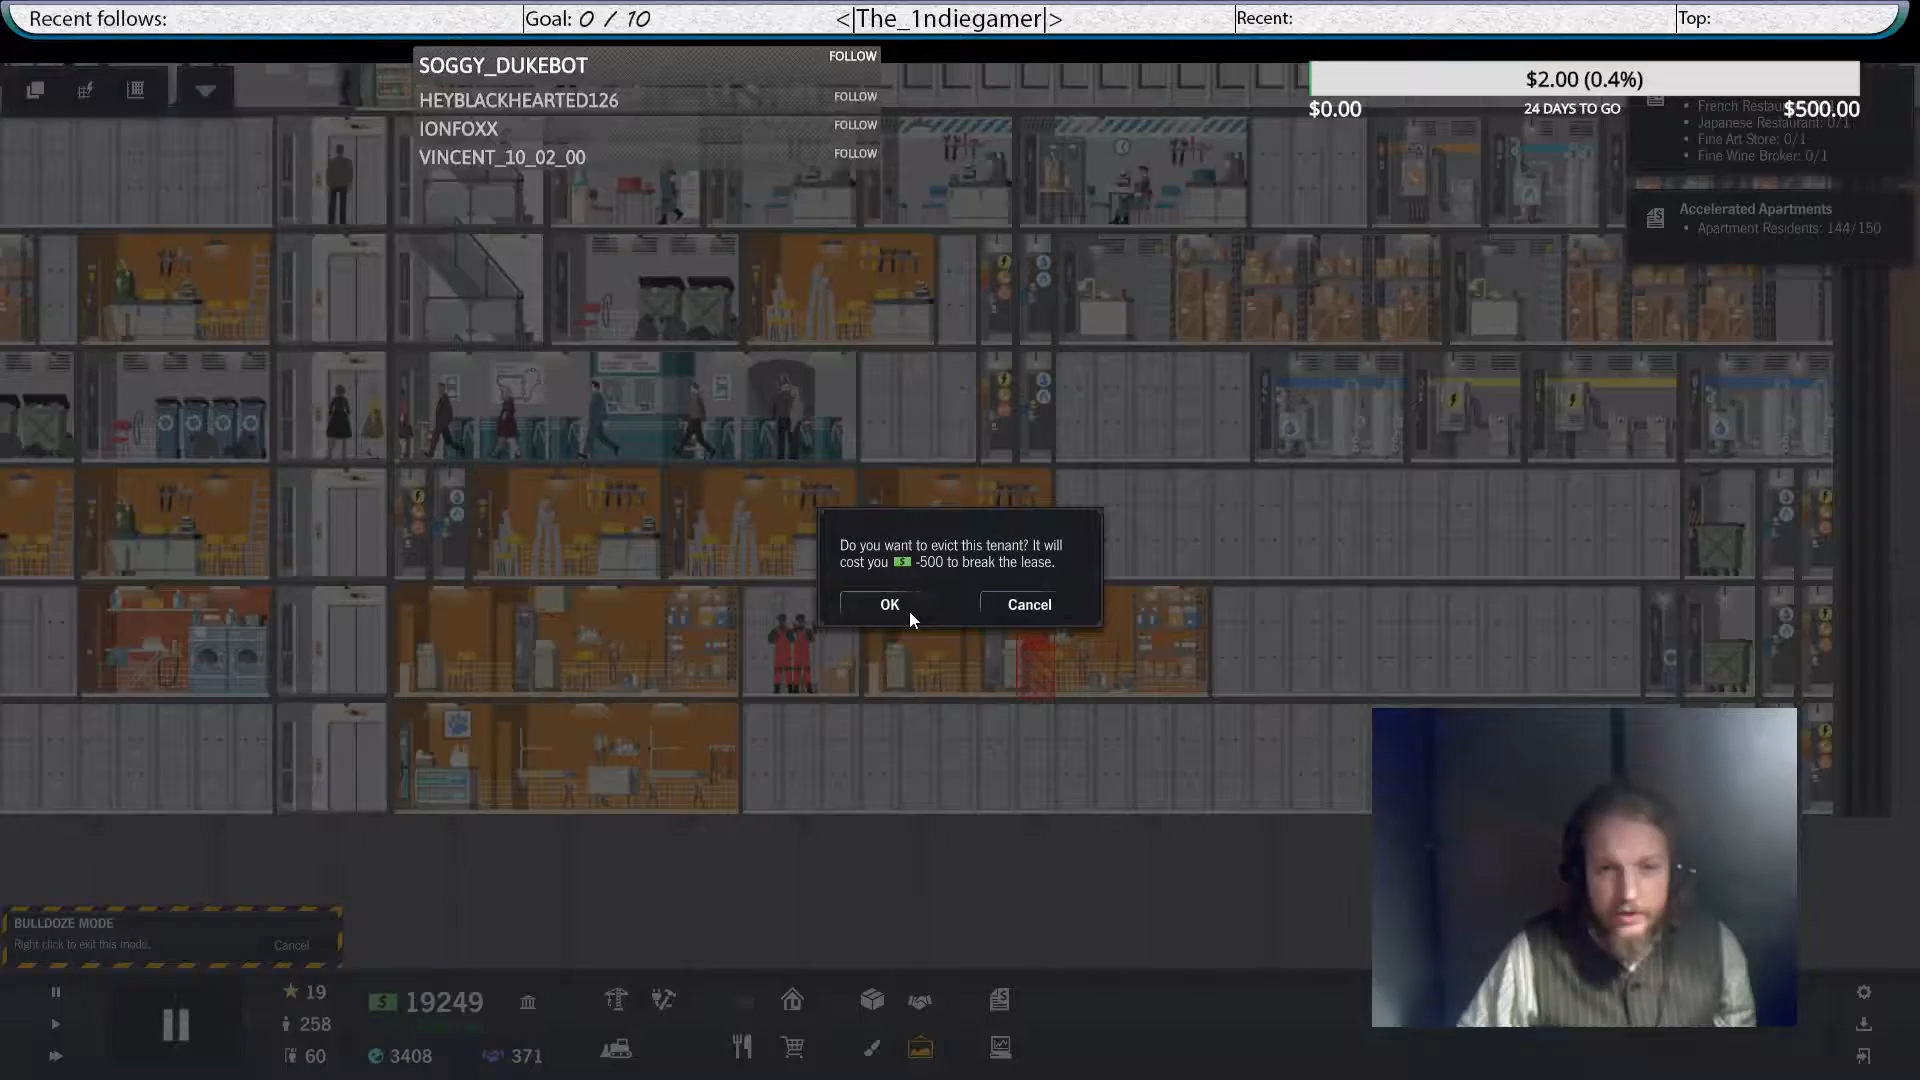 Recent follows:
Goal: 0 / 10
<|The_1ndiegamer|>
Recent:
Top:
SOGGY_DUKEBOT FOLLOW
HEYBLACKHEARTED126 FOLLOW
IONFOXX FOLLOW
VINCENT_10_02_00 FOLLOW
$2.00 (0.4%)
$0.00 24 DAYS TO GO $500.00
• French Restau
• Japanese Restaurant: 0/1
• Fine Art Store: 0/1
• Fine Wine Broker: 0/1
Accelerated Apartments
• Apartment Residents: 144/150
Do you want to evict this tenant? It will
cost you $ -500 to break the lease.
OK Cancel
BULLDOZE MODE
Right click to exit this mode. Cancel
19
$ 19249
258
60 3408 371